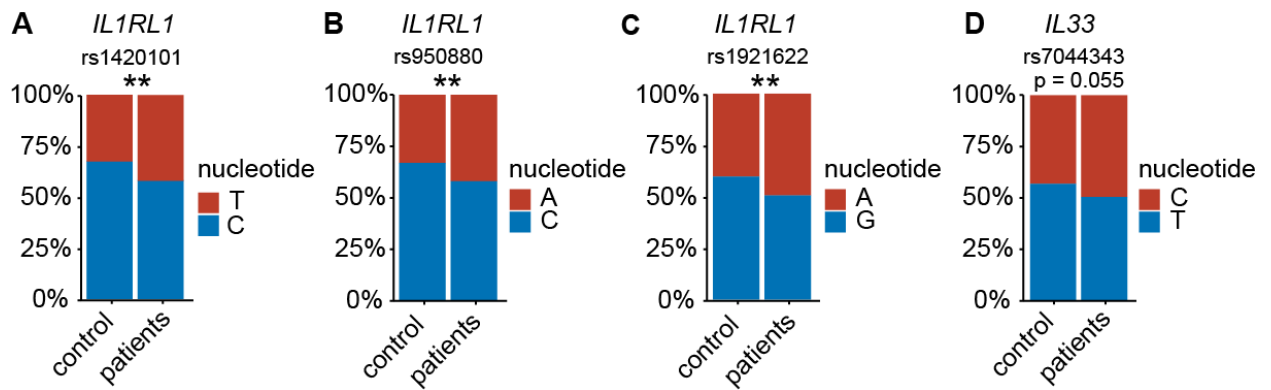 A
IL1RL1
rs1420101
**
100%
75%
50%
25%
0%
control
patients
nucleotide
T
C
B
IL1RL1
rs950880
**
100%
75%
50%
25%
0%
control
patients
nucleotide
A
C
C
IL1RL1
rs1921622
**
100%
75%
50%
25%
0%
control
patients
nucleotide
A
G
D
IL33
rs7044343
p = 0.055
100%
75%
50%
25%
0%
control
patients
nucleotide
C
T